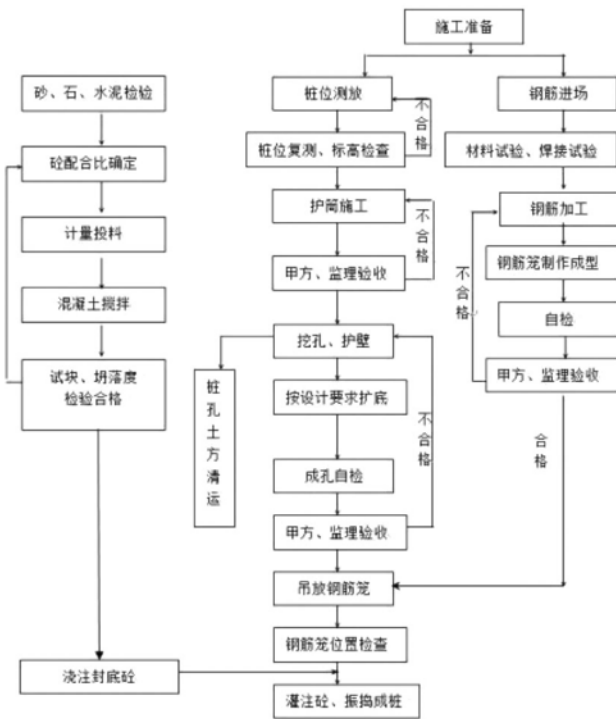 施工准备
砂、石、水泥检验
桩位测放
钢筋进场
不合格
砼配合比确定
桩位复测、标高检查
材料试验、焊接试验
护筒施工
钢筋加工
不合格
计量投料
钢筋笼制作成型
不合格
甲方、监理验收
混凝土搅拌
自检
挖孔、护壁
试块、坍落度
检验合格
甲方、监理验收
桩孔土方清运
按设计要求扩底
不合格
合格
成孔自检
甲方、监理验收
吊放钢筋笼
钢筋笼位置检查
浇注封底砼
灌注砼、振捣成桩